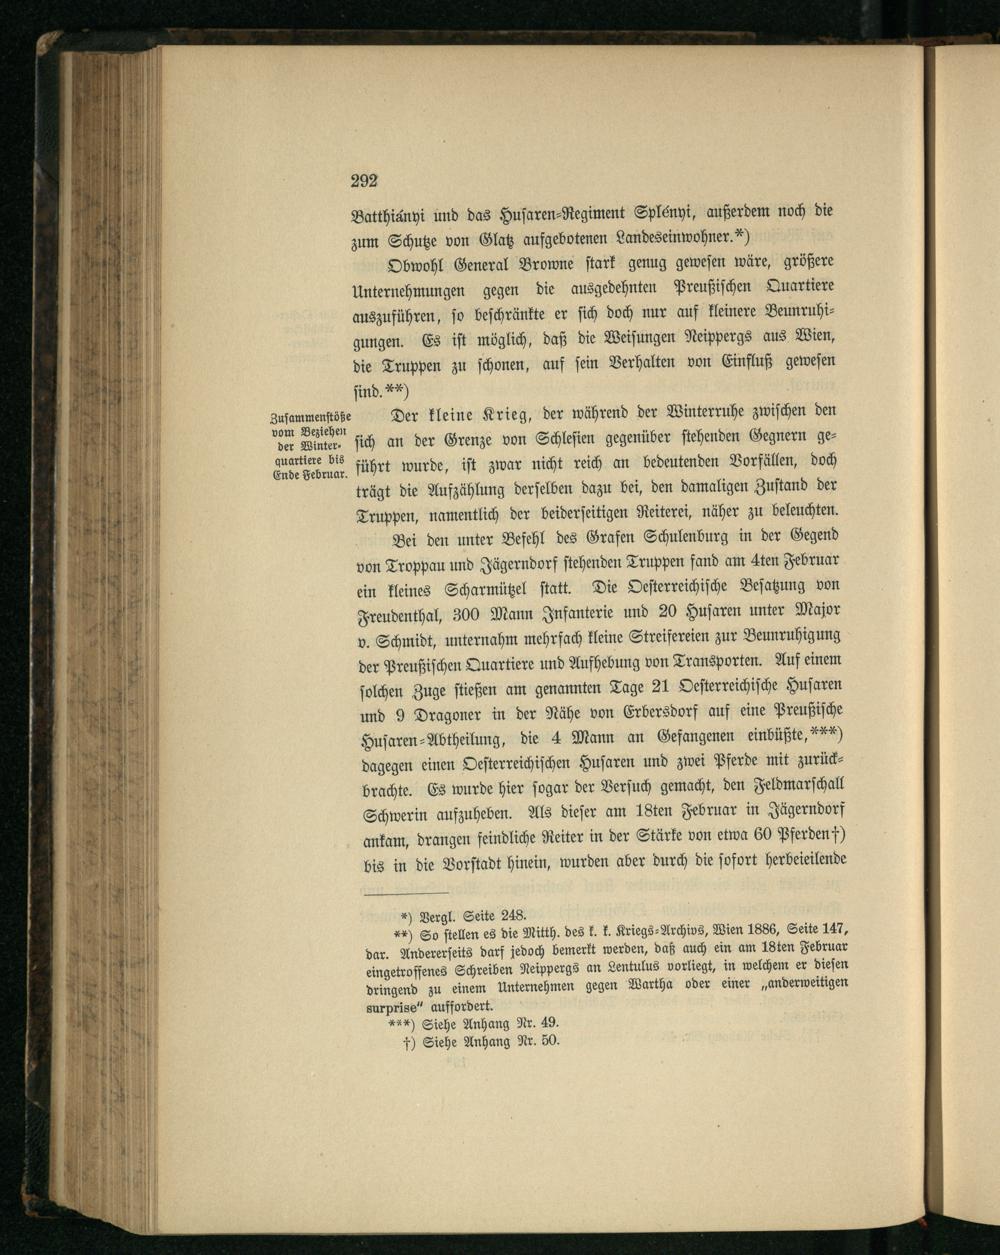 292
Batthiányi und das Husaren-Regiment Splényi, außerdem noch die
zum Schutze von Glatz aufgebotenen Landeseinwohner.*)
Obwohl General Browne stark genug gewesen wäre, größere
Unternehmungen gegen die ausgedehnten Preußischen Quartiere
auszuführen, so beschränkte er sich doch nur auf kleinere Beunruhi-
gungen. Es ist möglich, daß die Weisungen Neippergs aus Wien,
die Truppen zu schonen, auf sein Verhalten von Einfluß gewesen
sind.**)
Zusammenstöße
vom Beziehen
der Winter-
quartiere bis
Ende Februar.
Der kleine Krieg, der während der Winterruhe zwischen den
sich an der Grenze von Schlesien gegenüber stehenden Gegnern ge-
führt wurde, ist zwar nicht reich an bedeutenden Vorfällen, doch
trägt die Aufzählung derselben dazu bei, den damaligen Zustand der
Truppen, namentlich der beiderseitigen Reiterei, näher zu beleuchten.
Bei den unter Befehl des Grafen Schulenburg in der Gegend
von Troppau und Jägerndorf stehenden Truppen fand am 4ten Februar
ein kleines Scharmützel statt. Die Oesterreichische Besatzung von
Freudenthal, 300 Mann Infanterie und 20 Husaren unter Major
v. Schmidt, unternahm mehrfach kleine Streifereien zur Beunruhigung
der Preußischen Quartiere und Aufhebung von Transporten. Auf einem
solchen Zuge stießen am genannten Tage 21 Oesterreichische Husaren
und 9 Dragoner in der Nähe von Erbersdorf auf eine Preußische
Husaren-Abtheilung, die 4 Mann an Gefangenen einbüßte,***)
dagegen einen Oesterreichischen Husaren und zwei Pferde mit zurück-
brachte. Es wurde hier sogar der Versuch gemacht, den Feldmarschall
Schwerin aufzuheben. Als dieser am 18ten Februar in Jägerndorf
ankam, drangen feindliche Reiter in der Stärke von etwa 60 Pferden†)
bis in die Vorstadt hinein, wurden aber durch die sofort herbeieilende
*) Vergl. Seite 248.
**) So stellen es die Mitth. des k. k. Kriegs-Archivs, Wien 1886, Seite 147,
dar. Andererseits darf jedoch bemerkt werden, daß auch ein am 18ten Februar
eingetroffenes Schreiben Neippergs an Lentulus vorliegt, in welchem er diesen
dringend zu einem Unternehmen gegen Wartha oder einer „anderweitigen
surprise“ auffordert.
***) Siehe Anhang Nr. 49.
†) Siehe Anhang Nr. 50.